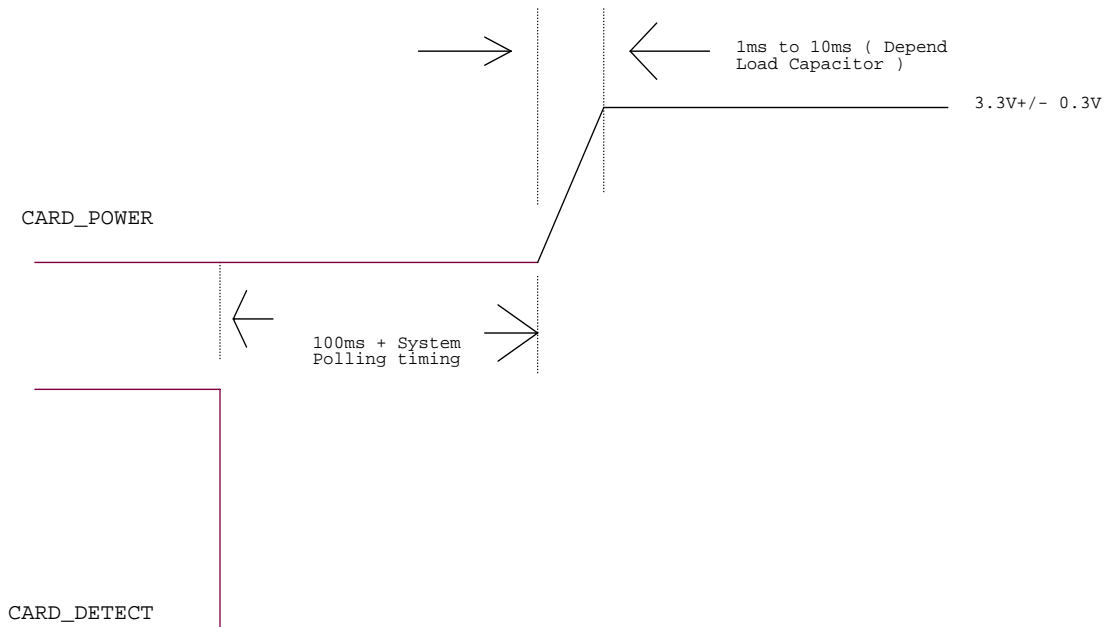 1ms to 10ms ( Depend
Load Capacitor )
3.3V+/- 0.3V
CARD_POWER
100ms + System
Polling timing
CARD_DETECT